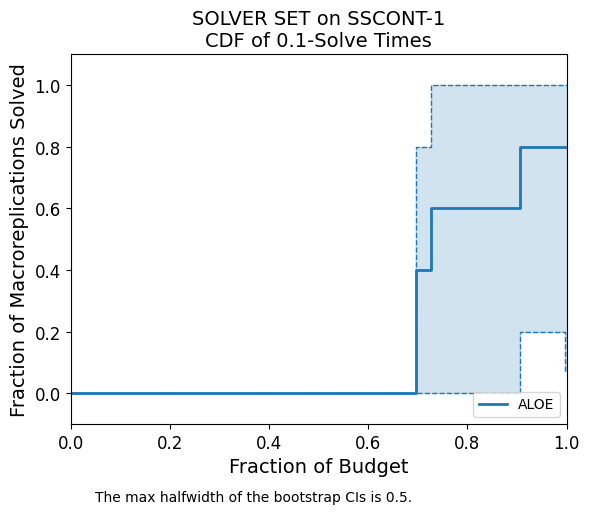 SOLVER SET on SSCONT-1
CDF of 0.1-Solve Times
Fraction of Macroreplications Solved
1.0
0.8
0.6
0.4
0.2
0.0
ALOE
0.0 0.2 0.4 0.6 0.8 1.0
Fraction of Budget
The max halfwidth of the bootstrap CIs is 0.5.